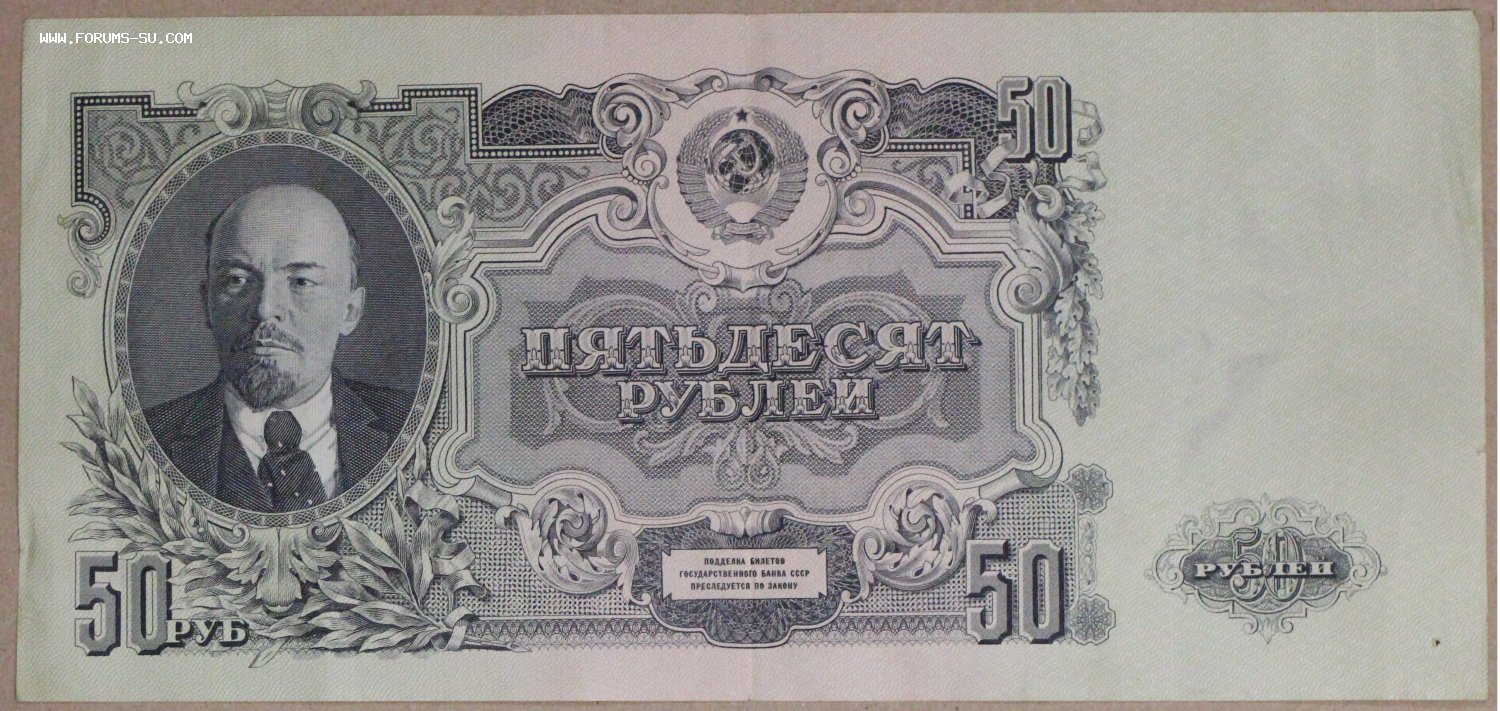 WWW.FORUMS-SU.COM
50
ПЯТЬДЕСЯТ
РУБЛЕЙ
ПОДДЕЛКА БИЛЕТОВ
ГОСУДАРСТВЕННОГО БАНКА СССР
ПРЕСЛЕДУЕТСЯ ПО ЗАКОНУ
50 РУБ
50
50
РУБЛЕЙ